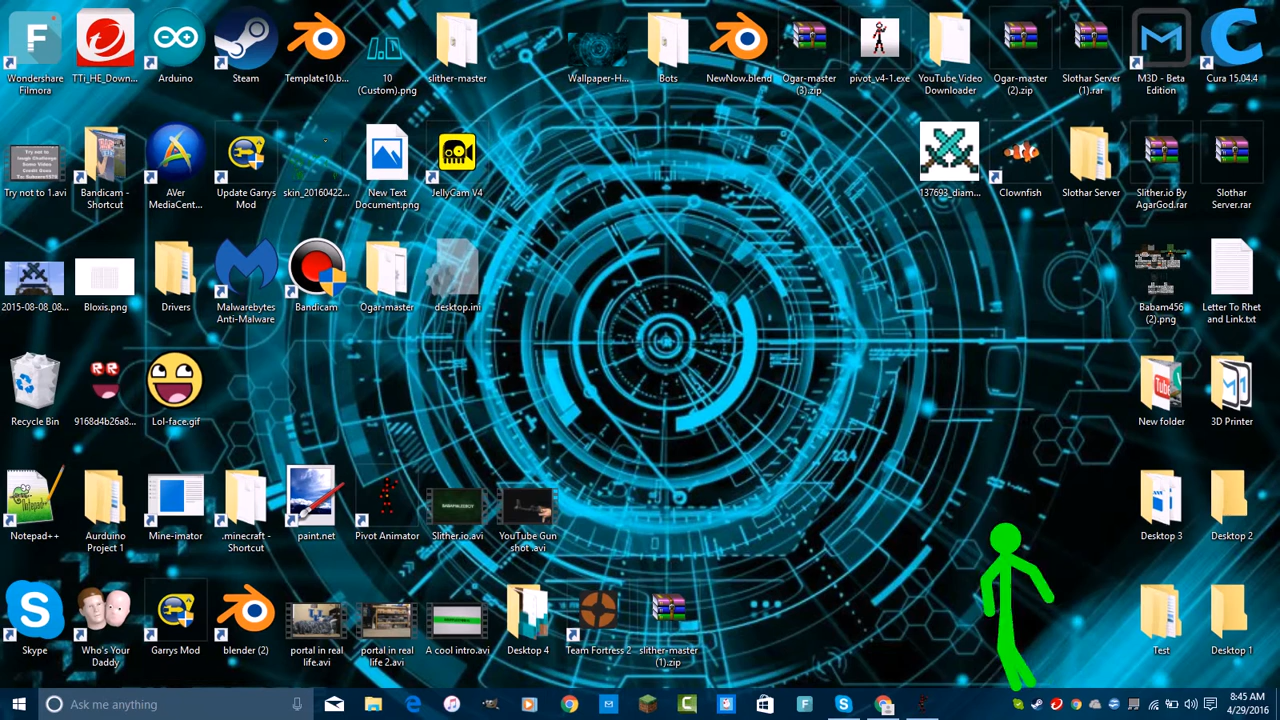 Wondershare
Filmora
TTi_HE_Down...
Arduino
Steam
Template10.b...
10
(Custom).png
slither-master
Wallpaper-H...
Bots
NewNow.blend
Ogar-master
(3).zip
pivot_v4-1.exe
YouTube Video
Downloader
Ogar-master
(2).zip
Slothar Server
(1).rar
M3D - Beta
Edition
Cura 15.04.4
Try not to 1.avi
Bandicam -
Shortcut
AVer
MediaCent...
Update Garrys
Mod
skin_20160422...
New Text
Document.png
JellyCam V4
137693_diam...
Clownfish
Slothar Server
Slither.io By
AgarGod.rar
Slothar
Server.rar
2015-08-08_08...
Bloxis.png
Drivers
Malwarebytes
Anti-Malware
Bandicam
Ogar-master
desktop.ini
Babam456
(2).png
Letter To Rhet
and Link.txt
Recycle Bin
9168d4b26a8...
Lol-face.gif
New folder
3D Printer
23.4
Notepad++
Aurduino
Project 1
Mine-imator
.minecraft -
Shortcut
paint.net
Pivot Animator
Slither.io.avi
YouTube Gun
shot .avi
Desktop 3
Desktop 2
Skype
Who's Your
Daddy
Garrys Mod
blender (2)
portal in real
life.avi
portal in real
life 2.avi
A cool intro.avi
Desktop 4
Team Fortress 2
slither-master
(1).zip
Test
Desktop 1
Ask me anything
8:45 AM
4/29/2016